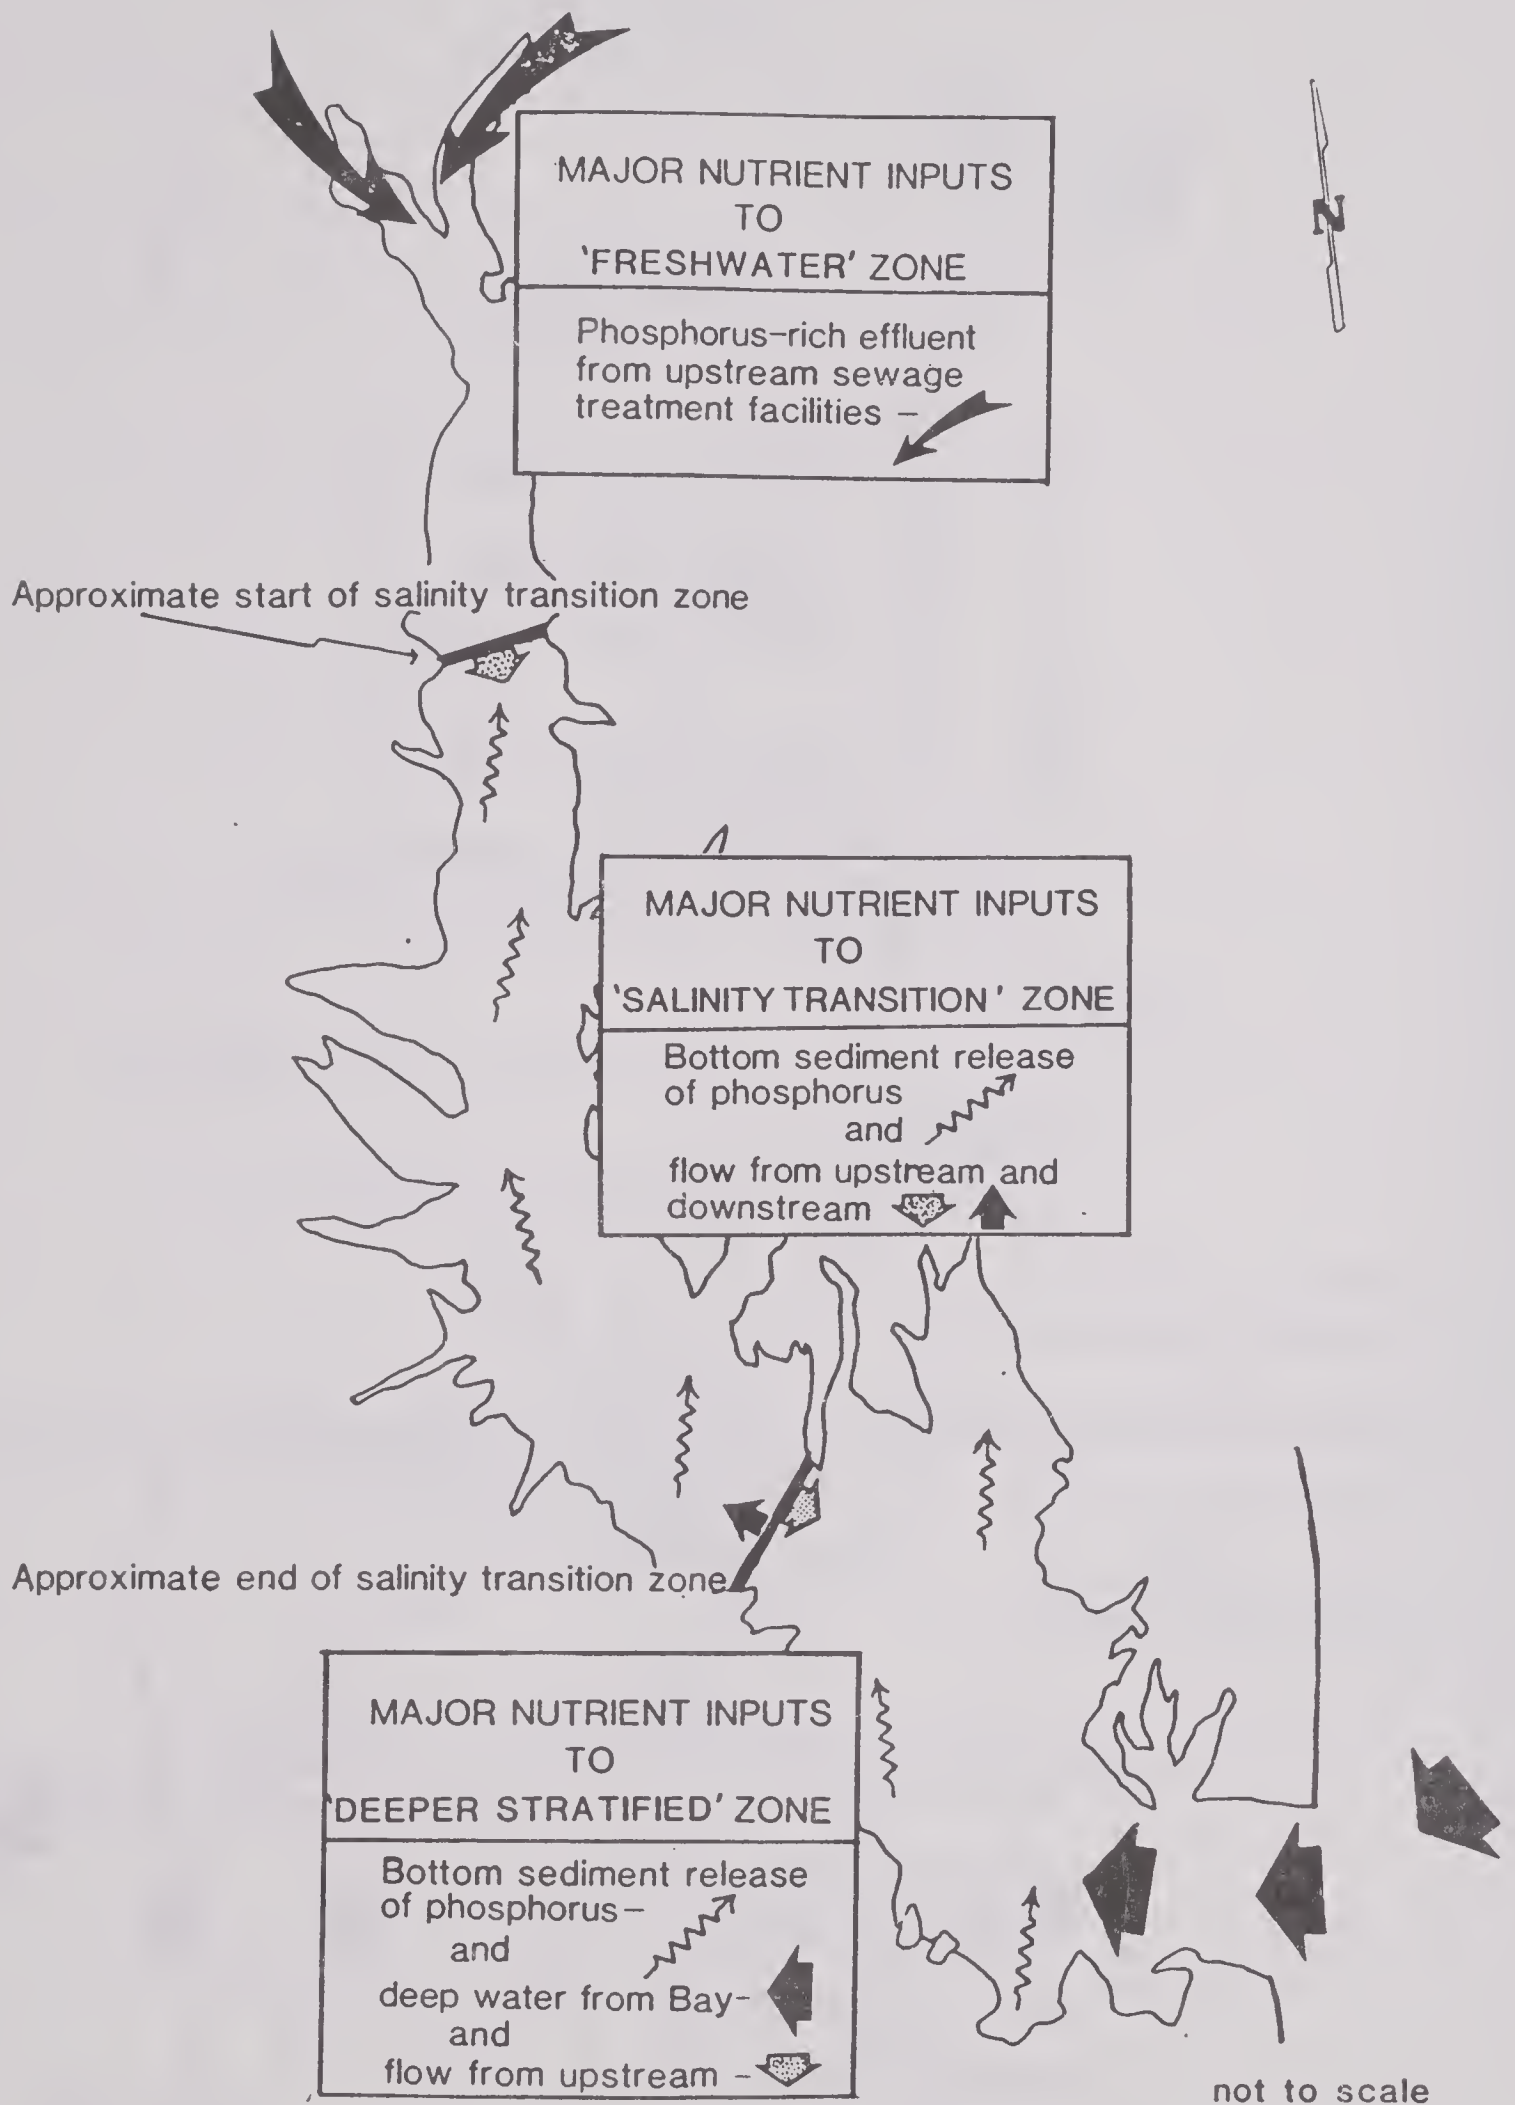 MAJOR NUTRIENT INPUTS
TO
'FRESHWATER' ZONE
Phosphorus-rich effluent
from upstream sewage
treatment facilities -
N
Approximate start of salinity transition zone
MAJOR NUTRIENT INPUTS
TO
'SALINITY TRANSITION' ZONE
Bottom sediment release
of phosphorus
and
flow from upstream and
downstream
Approximate end of salinity transition zone
MAJOR NUTRIENT INPUTS
TO
'DEEPER STRATIFIED' ZONE
Bottom sediment release
of phosphorus-
and
deep water from Bay-
and
flow from upstream -
not to scale